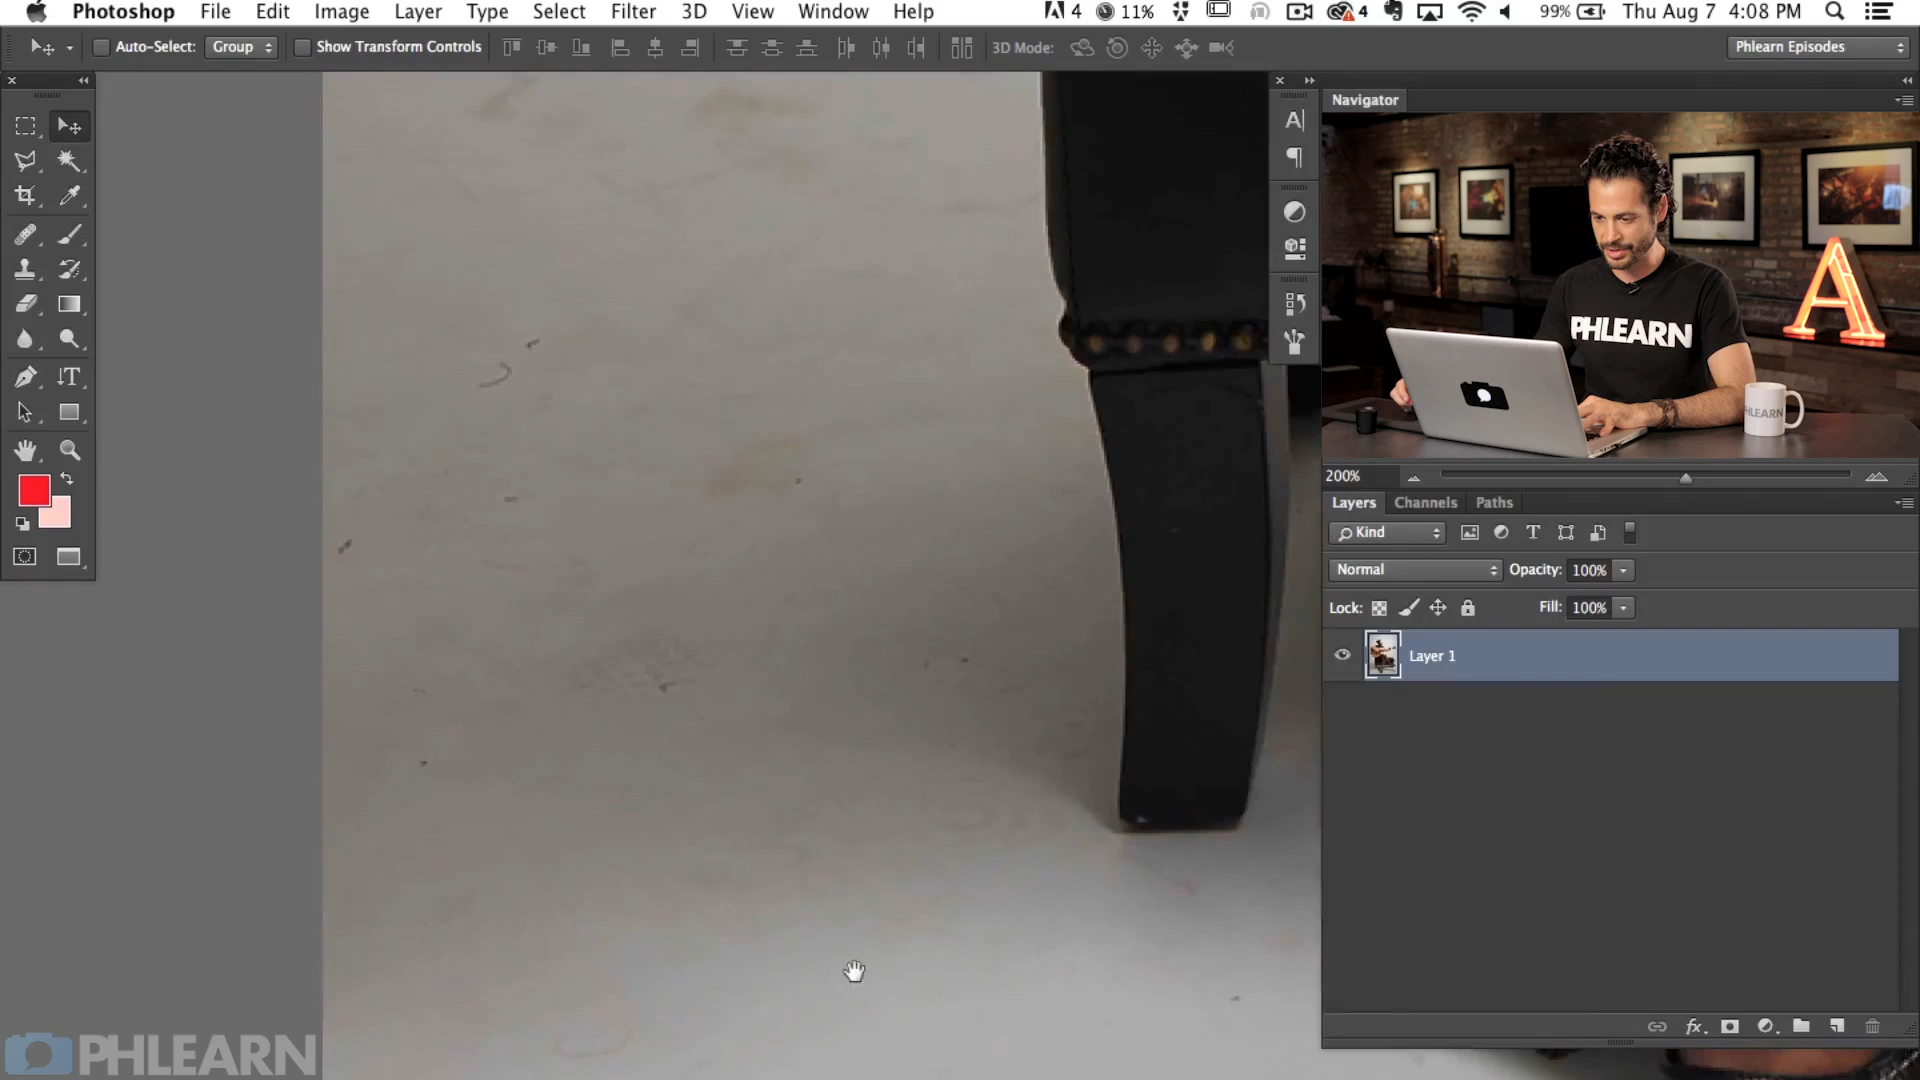 Photoshop File Edit Image Layer Type Select Filter 3D View Window Help 4 11% 4 99% Thu Aug 7 4:08 PM
Auto-Select: Group Show Transform Controls 3D Mode: Phlearn Episodes
Navigator
PHLEARN
HLEARN
A
200%
Layers Channels Paths
Kind
Normal Opacity: 100%
Lock: Fill: 100%
Layer 1
fx
PHLEARN